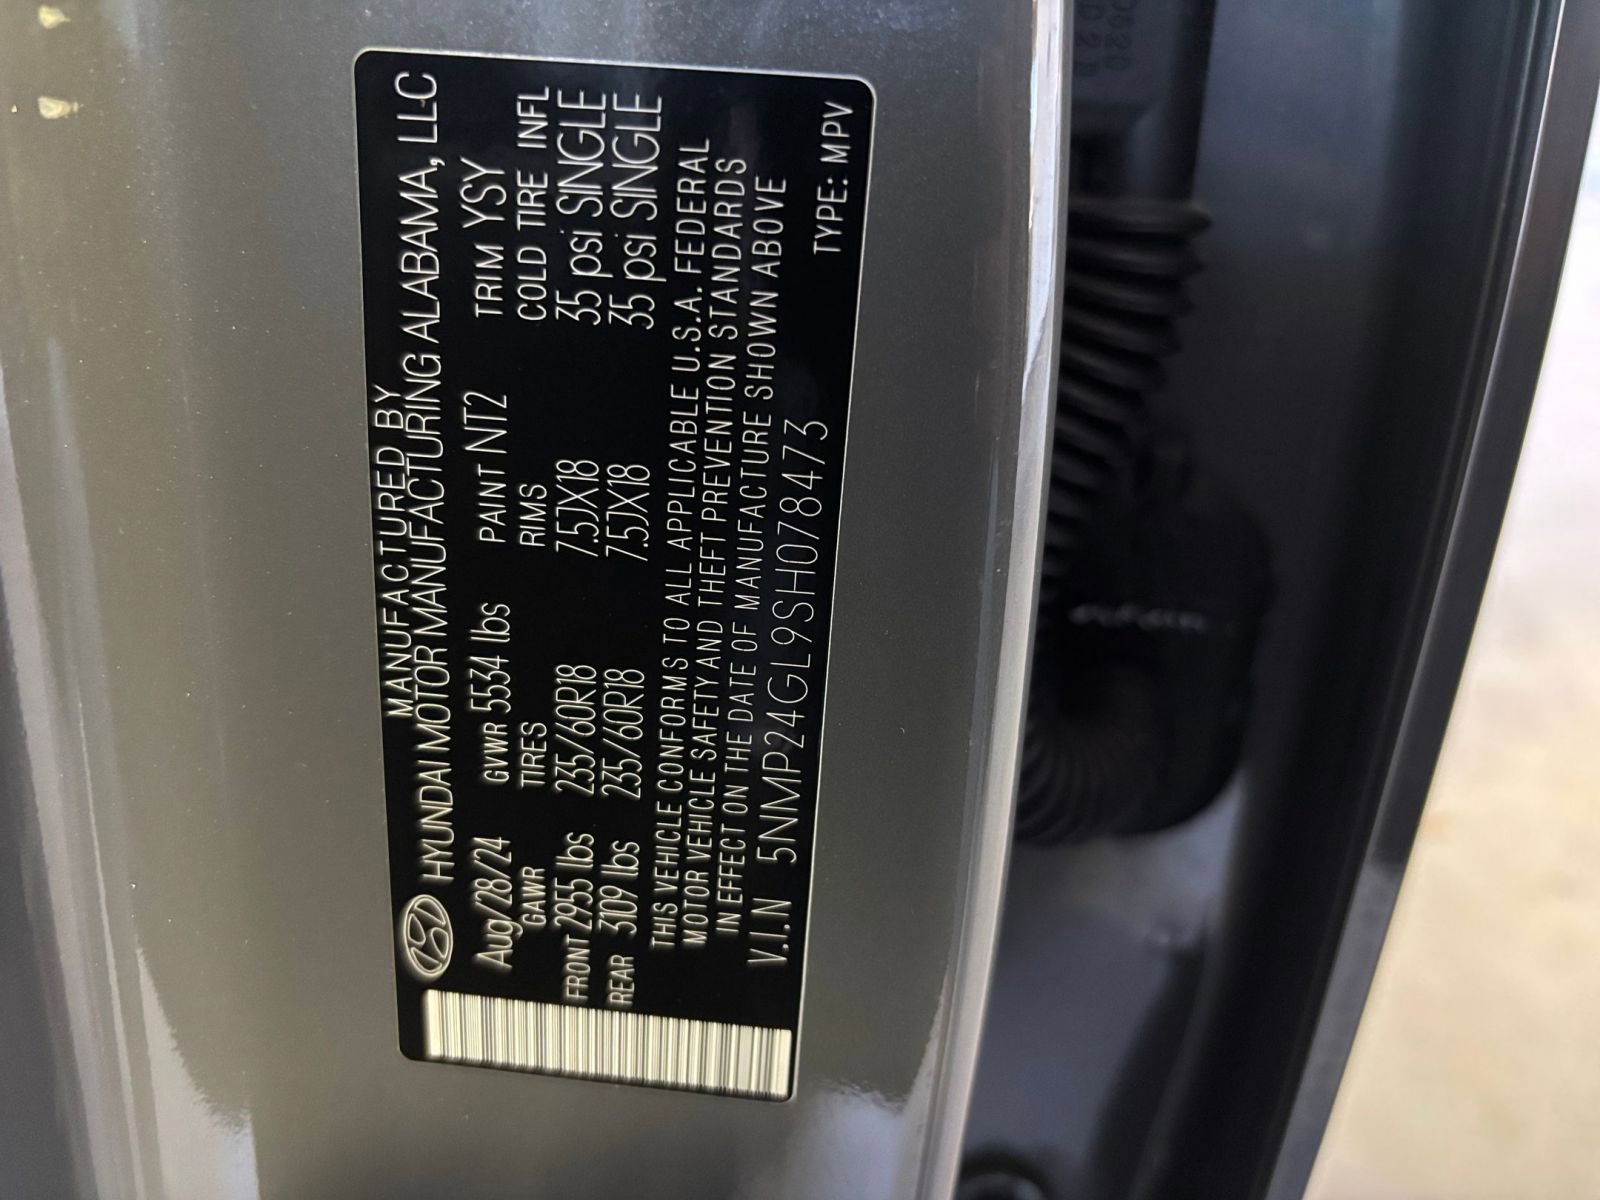 MANUFACTURED BY
HYUNDAI MOTOR MANUFACTURING ALABAMA, LLC
Aug/28/24 GVWR 5534 lbs PAINT NT2 TRIM YSY
GAWR TIRES RIMS COLD TIRE INFL
FRONT 2955 lbs 235/60R18 7.5JX18 35 psi SINGLE
REAR 3109 lbs 235/60R18 7.5JX18 35 psi SINGLE
THIS VEHICLE CONFORMS TO ALL APPLICABLE U.S.A. FEDERAL
MOTOR VEHICLE SAFETY AND THEFT PREVENTION STANDARDS
IN EFFECT ON THE DATE OF MANUFACTURE SHOWN ABOVE
V.I.N 5NMP24GL9SH078473 TYPE: MPV